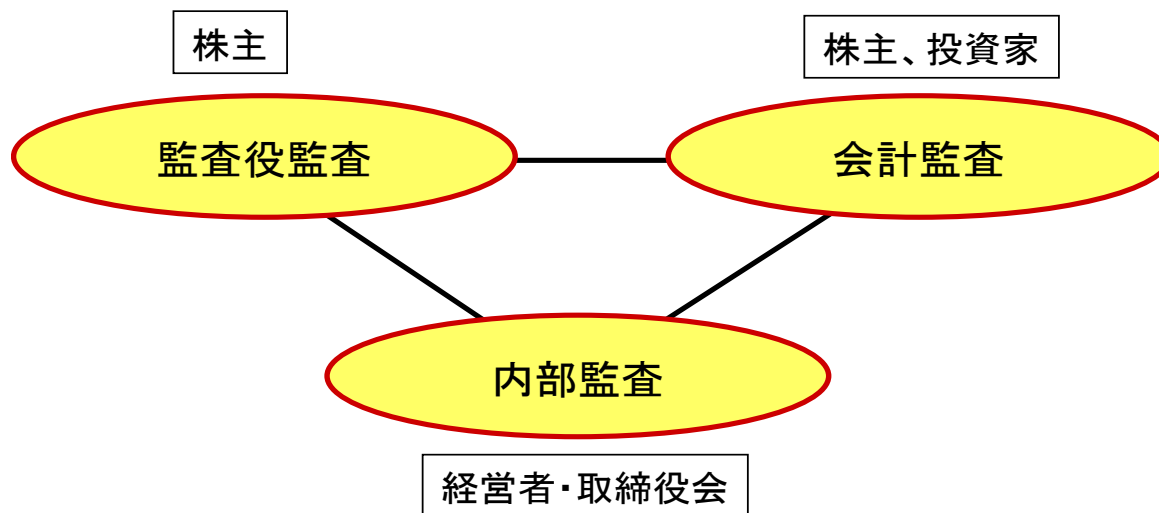 株主
株主、投資家
監査役監査
会計監査
内部監査
経営者・取締役会